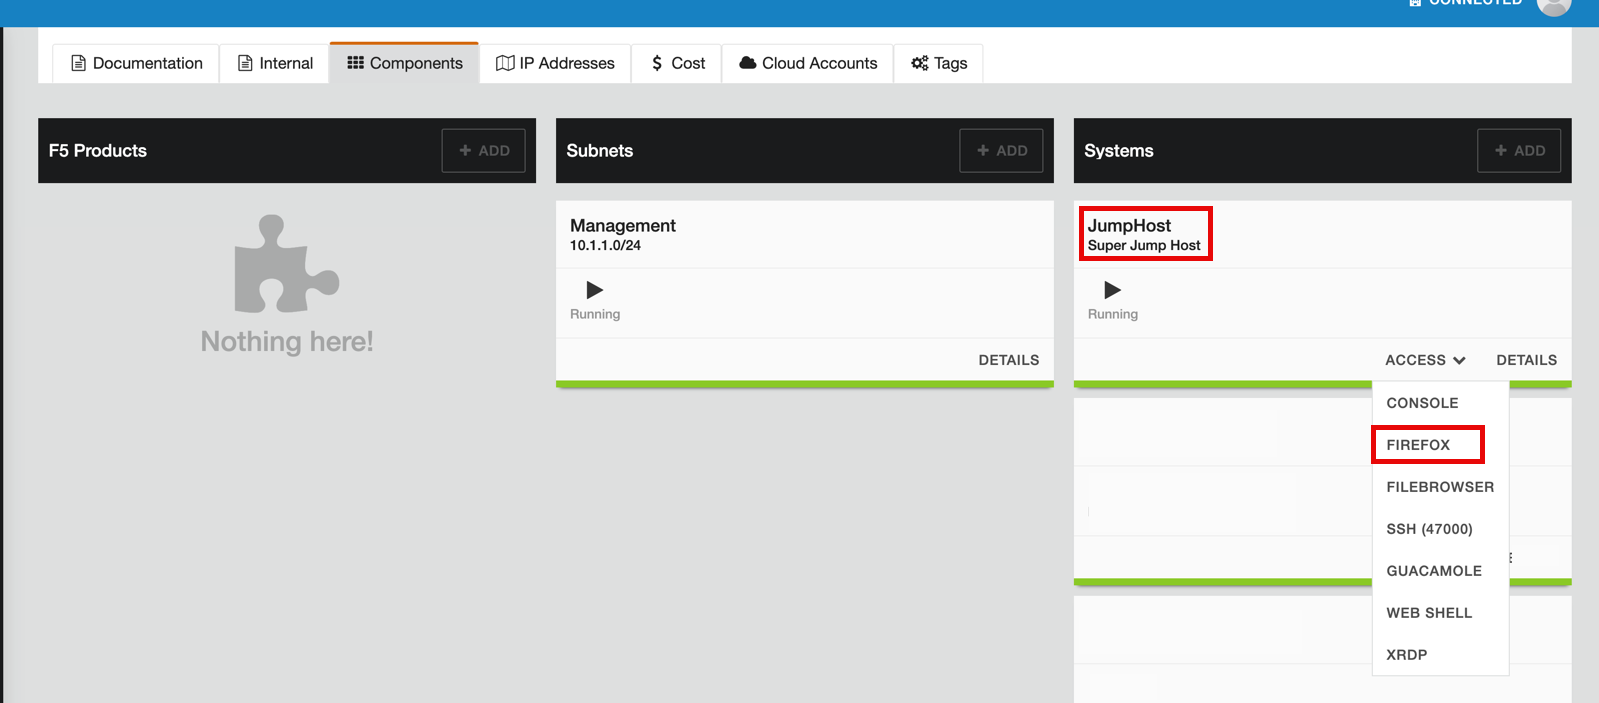 CONNECTED
Documentation
Internal
Components
IP Addresses
$ Cost
Cloud Accounts
Tags
F5 Products
+ ADD
Nothing here!
Subnets
+ ADD
Management
10.1.1.0/24
Running
DETAILS
Systems
+ ADD
JumpHost
Super Jump Host
Running
ACCESS
DETAILS
CONSOLE
FIREFOX
FILEBROWSER
SSH (47000)
GUACAMOLE
WEB SHELL
XRDP